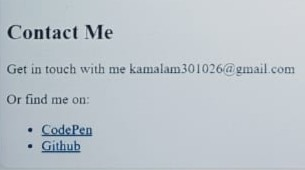 Contact Me
Get in touch with me kamalam301026@gmail.com
Or find me on:
• CodePen
• Github